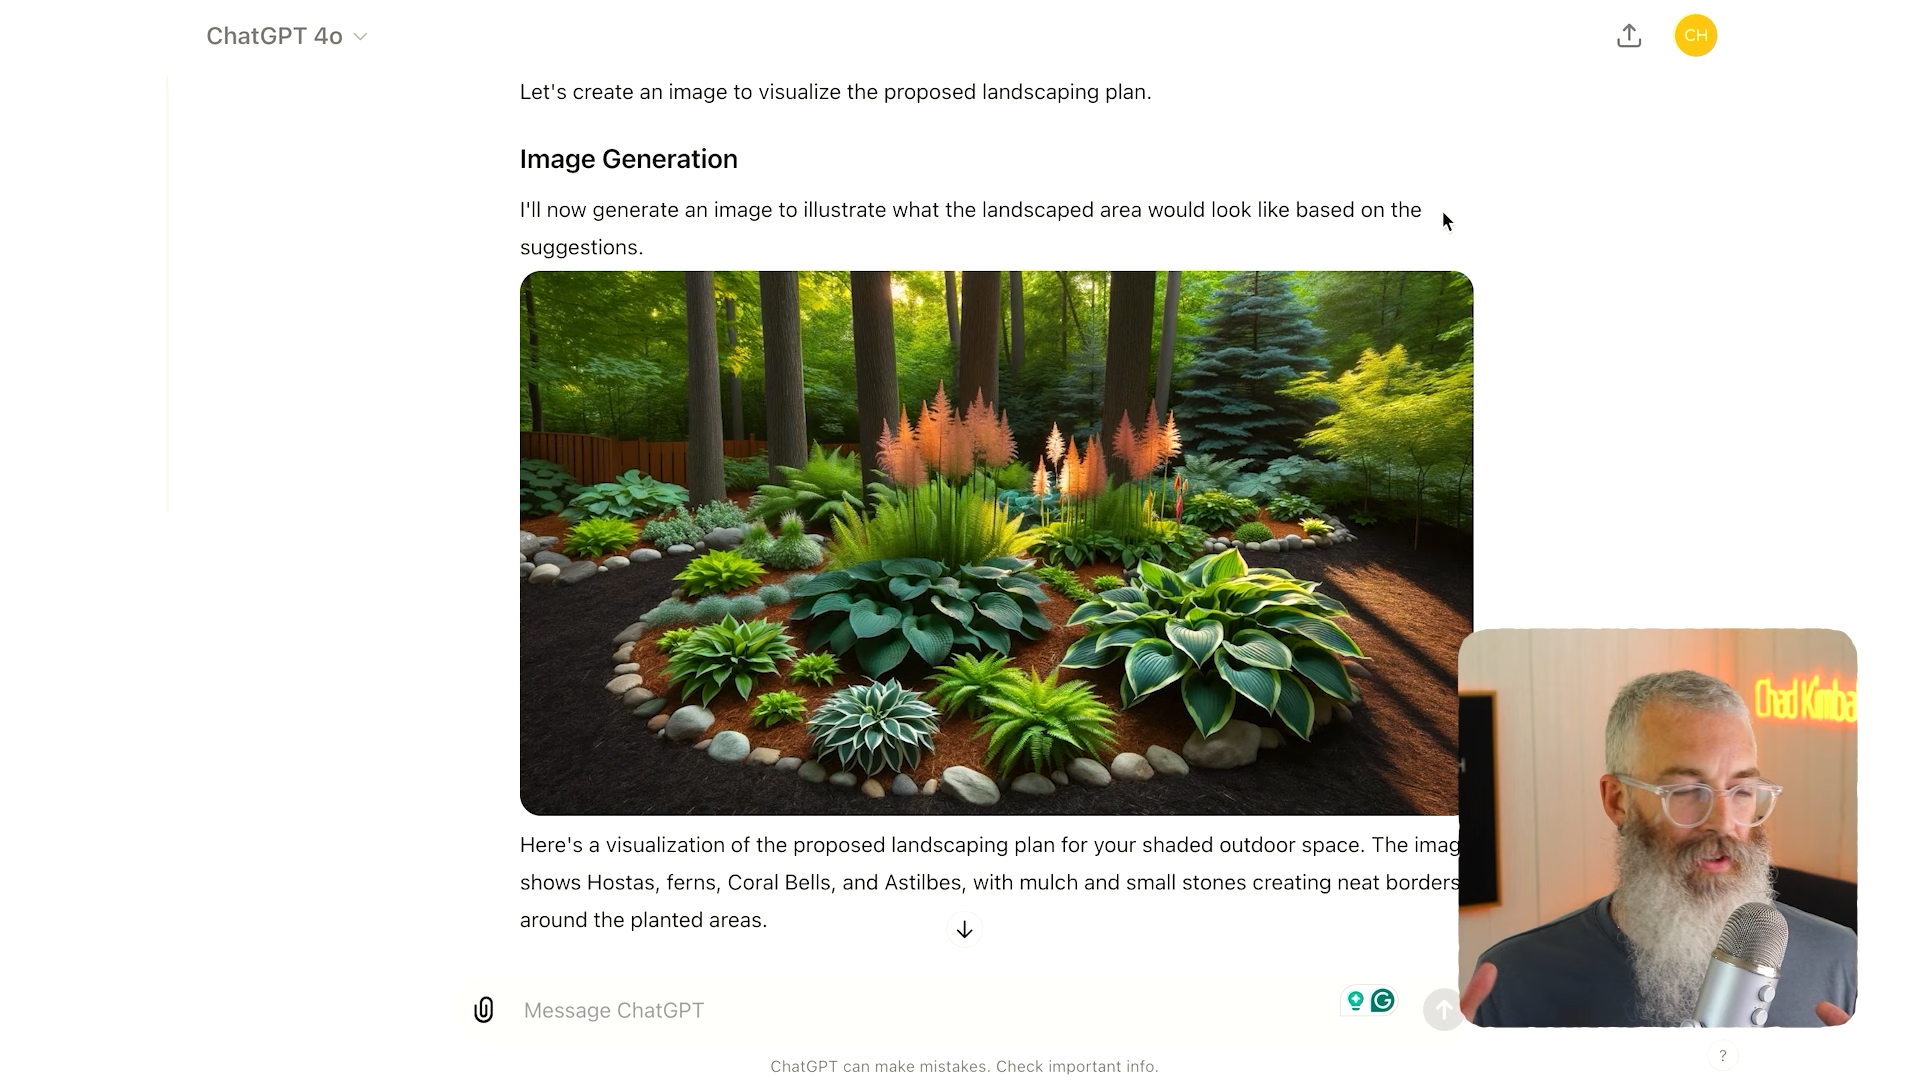 ChatGPT 4o
CH
Let's create an image to visualize the proposed landscaping plan.
Image Generation
I'll now generate an image to illustrate what the landscaped area would look like based on the
suggestions.
Here's a visualization of the proposed landscaping plan for your shaded outdoor space. The imag
shows Hostas, ferns, Coral Bells, and Astilbes, with mulch and small stones creating neat borders
around the planted areas.
Chad Kimba
Message ChatGPT
ChatGPT can make mistakes. Check important info.
?